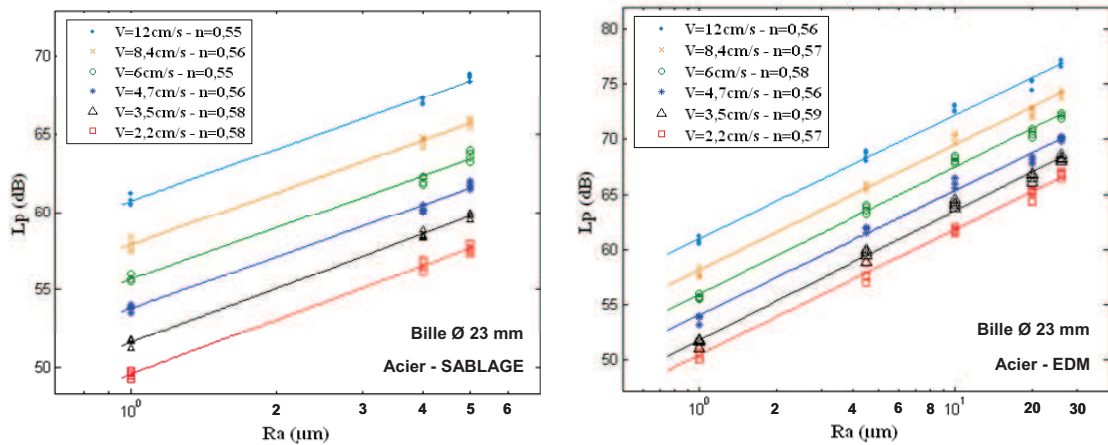 V=12cm/s - n=0,55
V=8,4cm/s - n=0,56
V=6cm/s - n=0,55
V=4,7cm/s - n=0,56
V=3,5cm/s - n=0,58
V=2,2cm/s - n=0,58
70
65
60
55
50
Lp (dB)
Bille Ø 23 mm
Acier - SABLAGE
10⁰ 2 3 4 5 6
Ra (µm)
V=12cm/s - n=0,56
V=8,4cm/s - n=0,57
V=6cm/s - n=0,58
V=4,7cm/s - n=0,56
V=3,5cm/s - n=0,59
V=2,2cm/s - n=0,57
80
75
70
65
60
55
50
Lp (dB)
Bille Ø 23 mm
Acier - EDM
10⁰ 2 4 6 8 10¹ 20 30
Ra (µm)